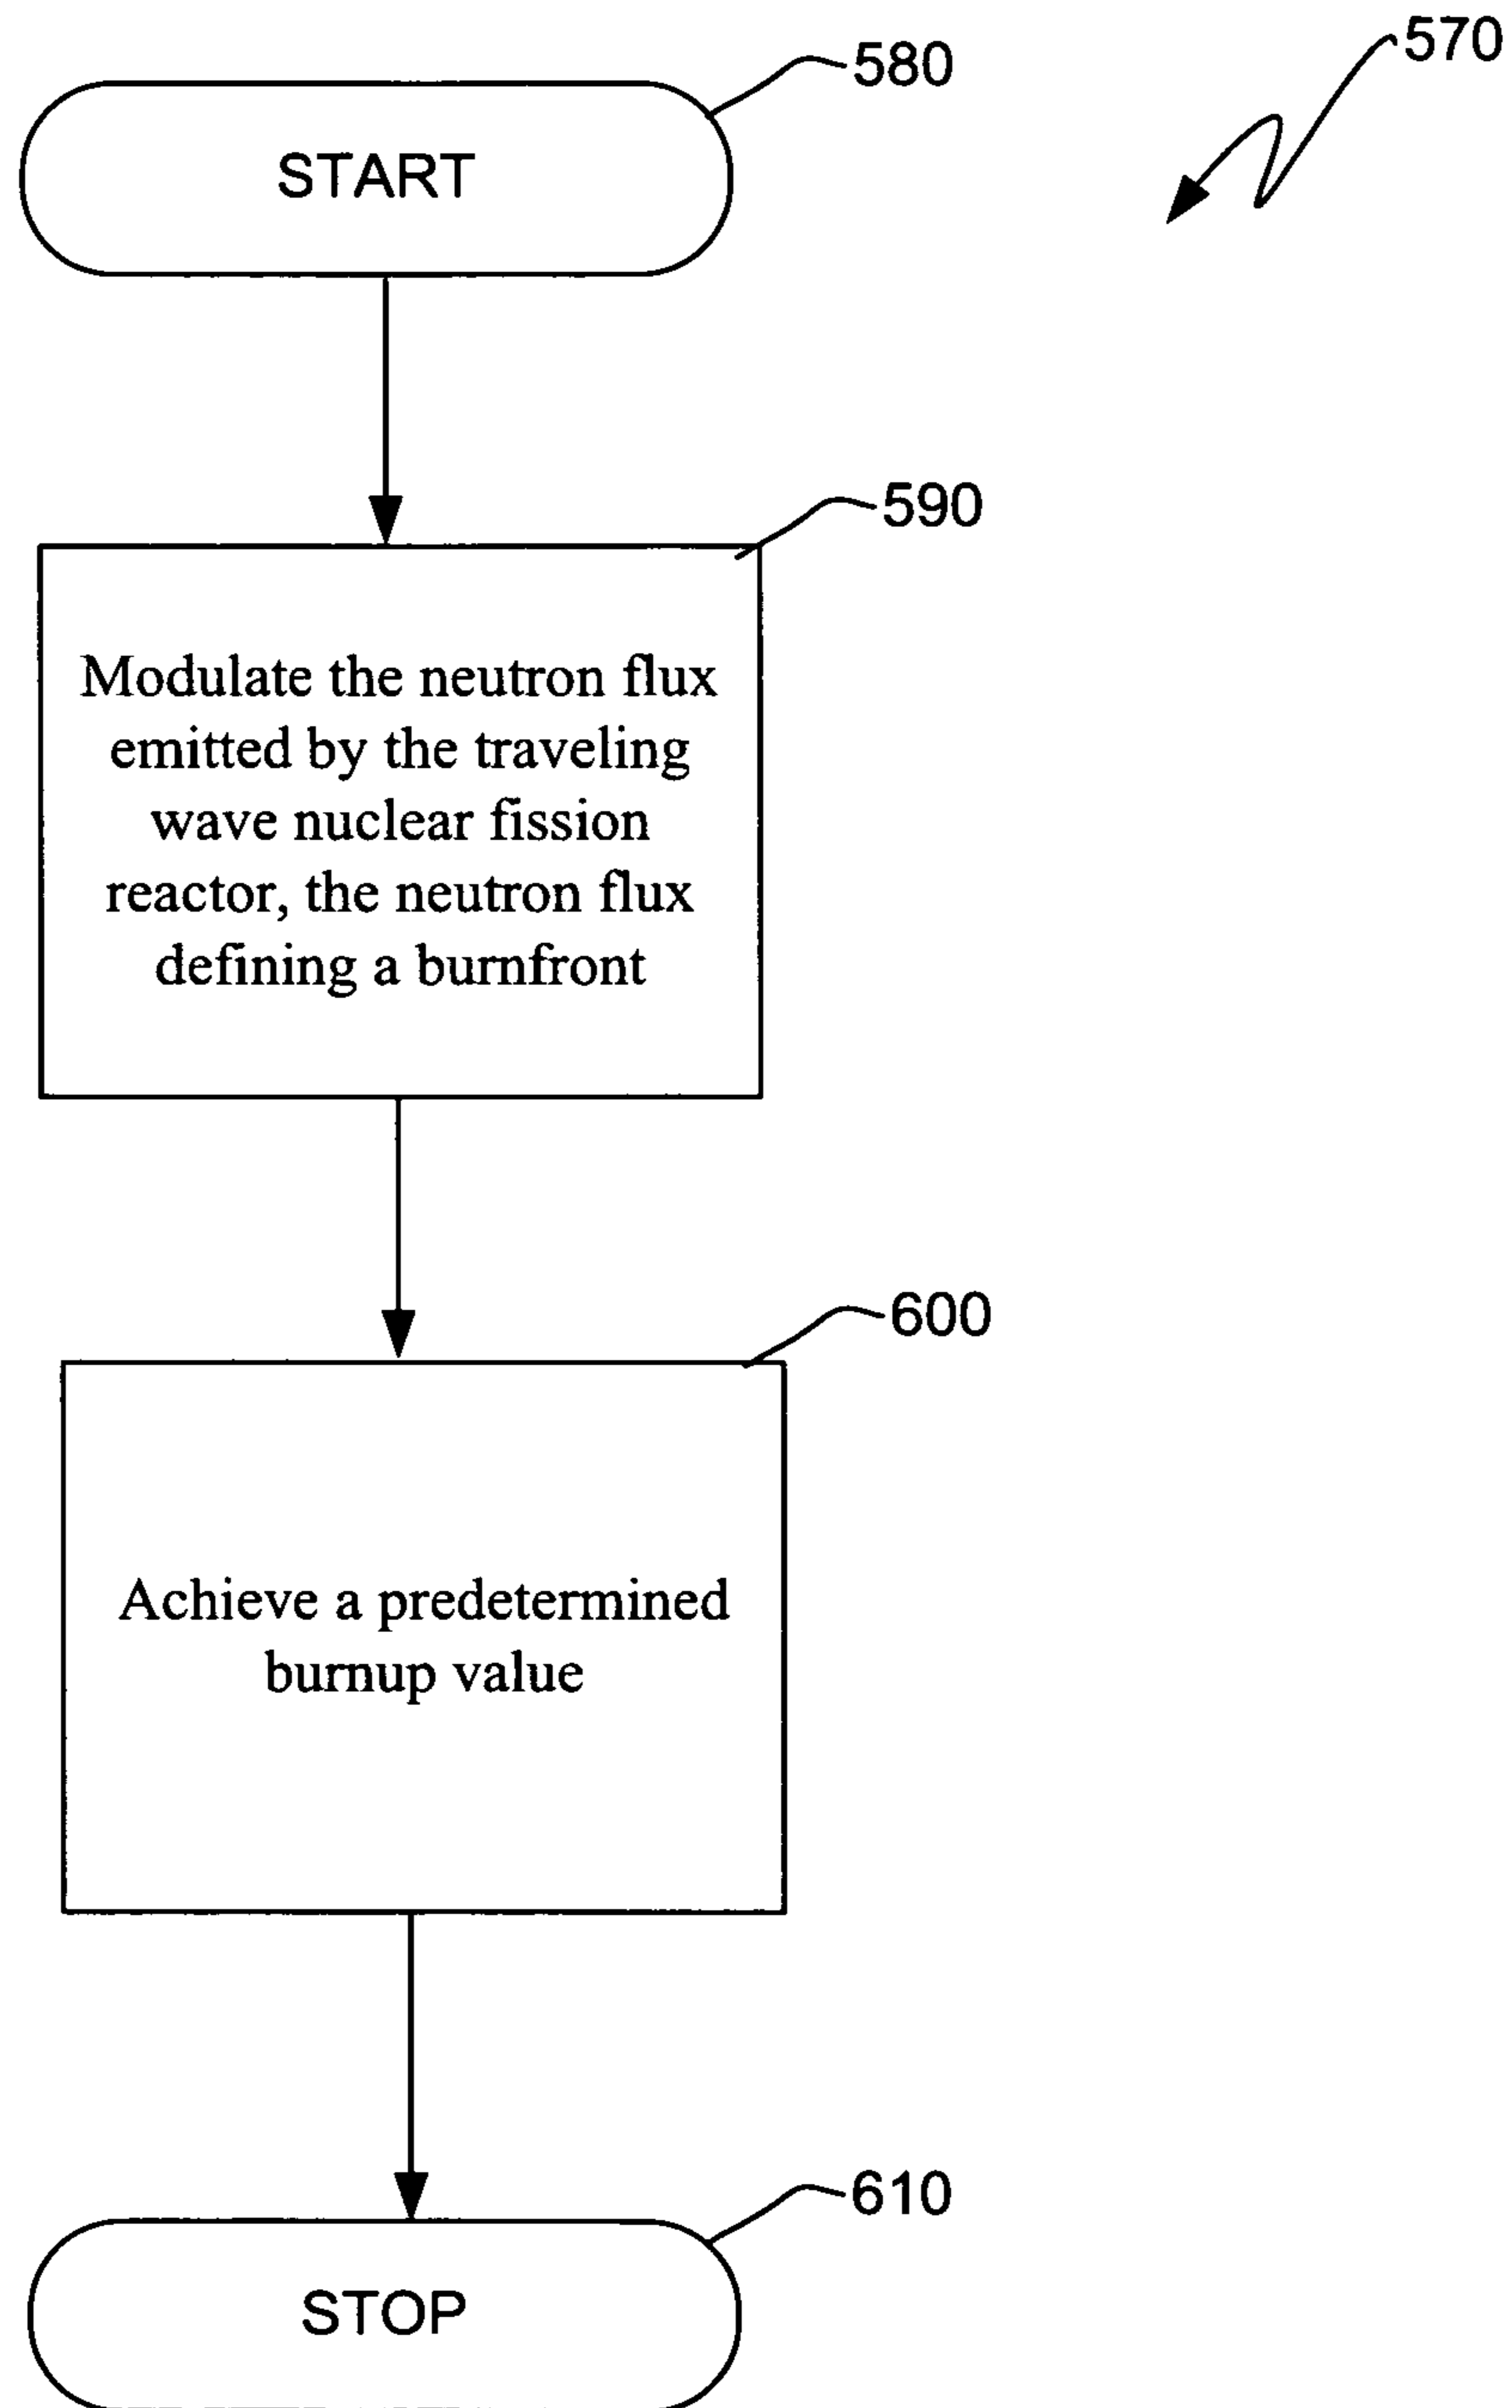 570
580
START
590
Modulate the neutron flux
emitted by the traveling
wave nuclear fission
reactor, the neutron flux
defining a burnfront
600
Achieve a predetermined
burnup value
610
STOP